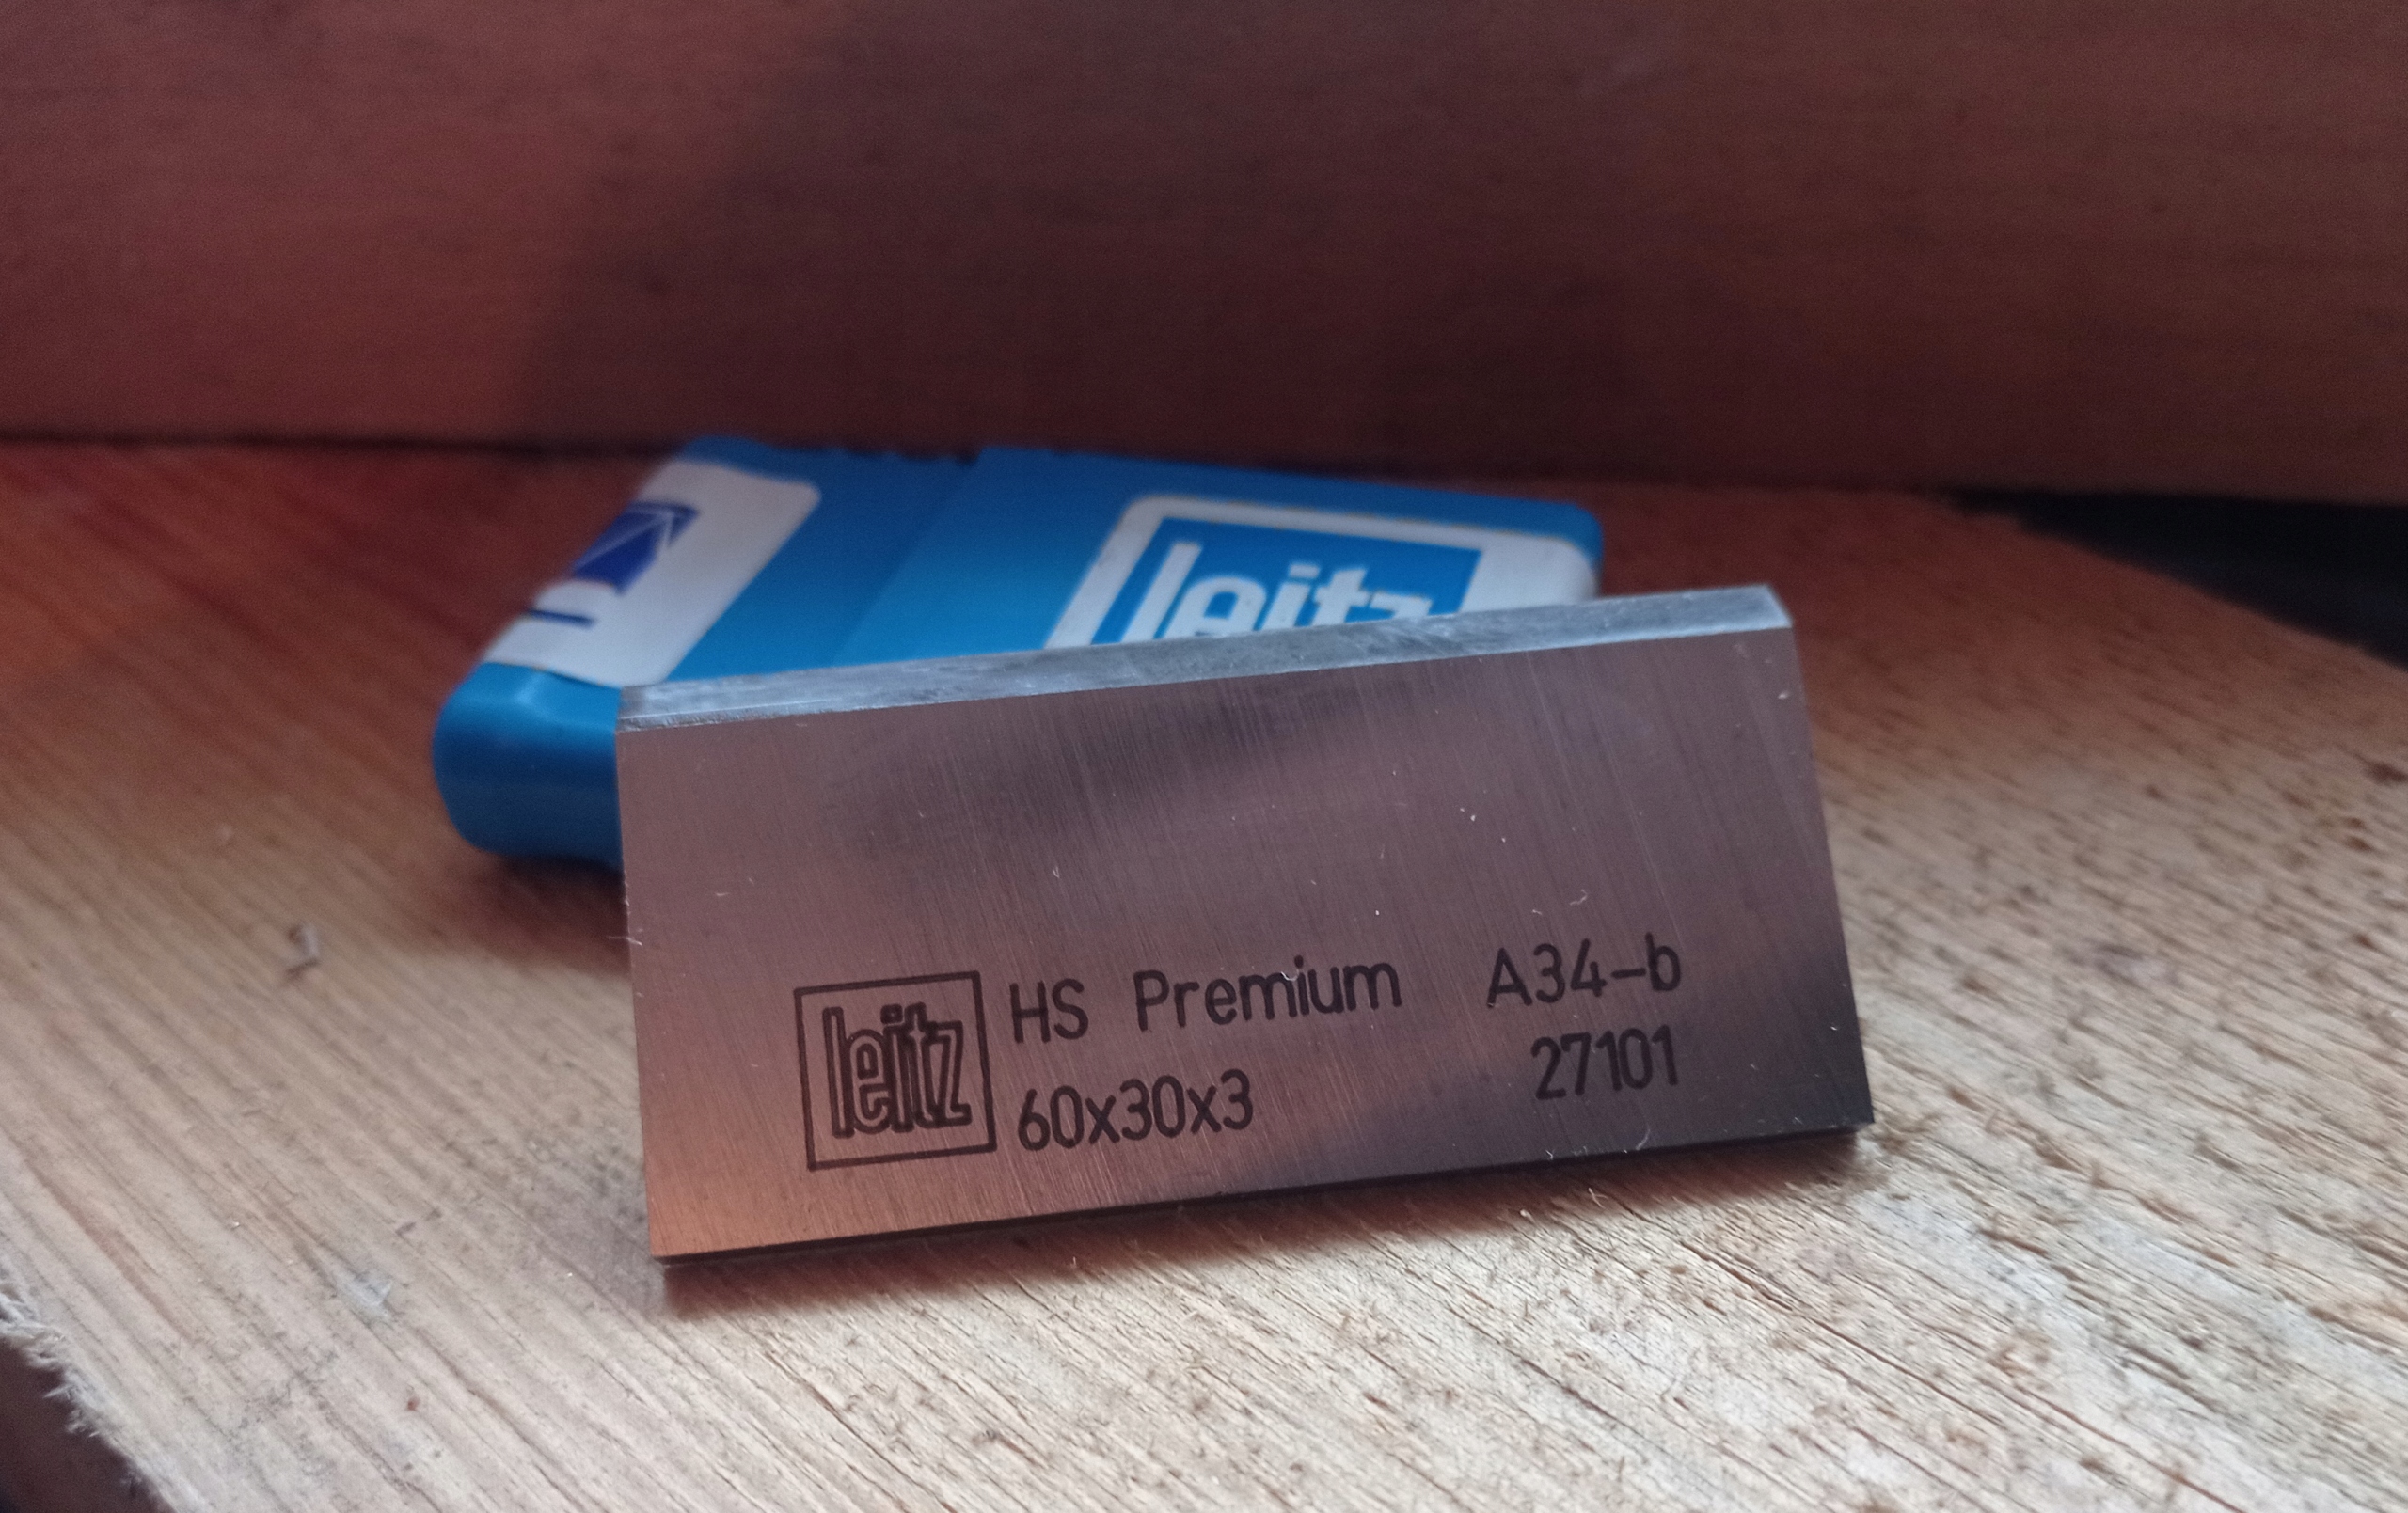 leitz
leitz
HS Premium A34-b
60x30x3 27101